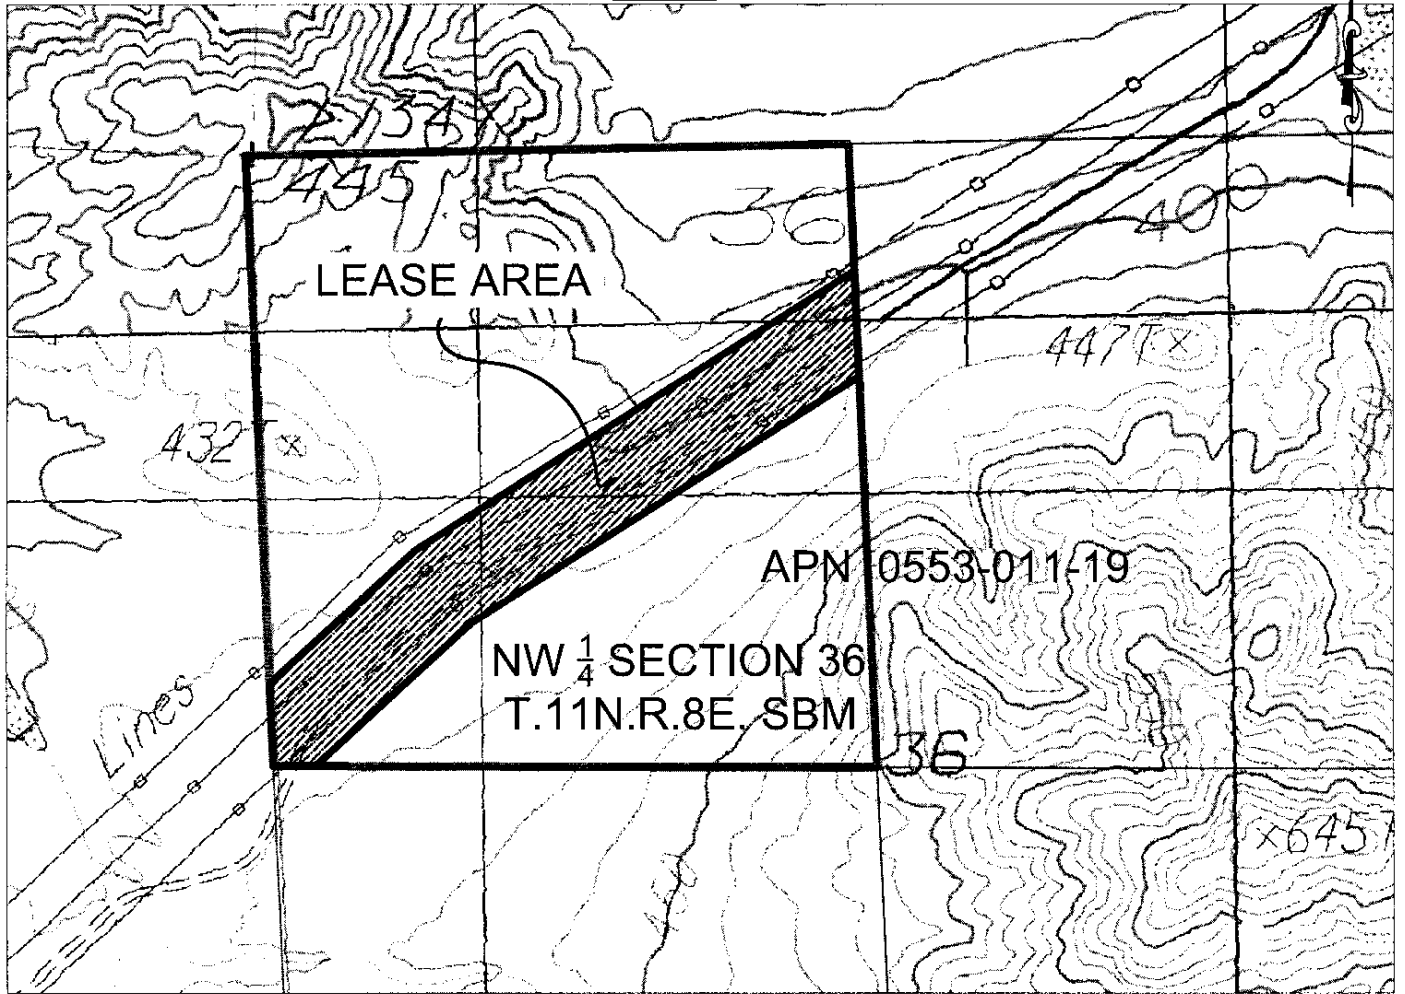 445
36
400
LEASE AREA
447T
432T
APN 0553-011-19
NW 1/4 SECTION 36
T.11N.R.8E. SBM
Lines
36
×645T